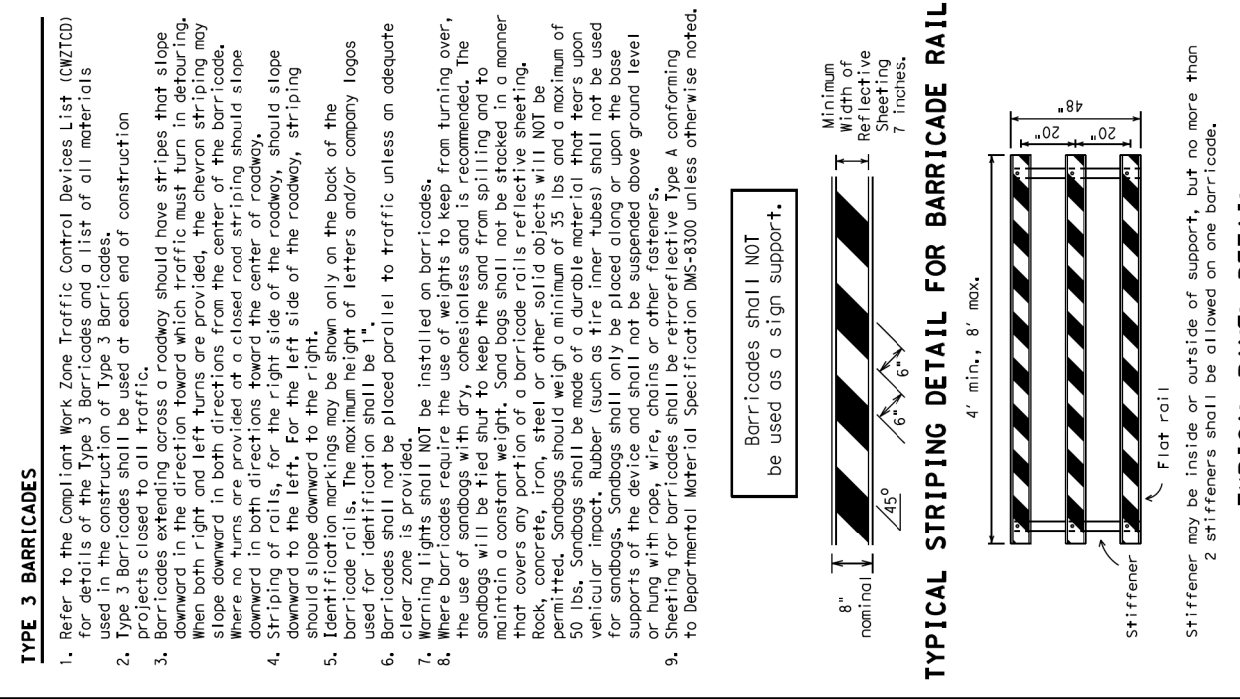 TYPE 3 BARRICADES
1. Refer to the Compliant Work Zone Traffic Control Devices List (CWZTCD)
for details of the Type 3 Barricades and a list of all materials
used in the construction of Type 3 Barricades.
2. Type 3 Barricades shall be used at each end of construction
projects closed to all traffic.
3. Barricades extending across a roadway should have stripes that slope
downward in the direction toward which traffic must turn in detouring.
When both right and left turns are provided, the chevron striping may
slope downward in both directions from the center of the barricade.
Where no turns are provided at a closed road striping should slope
downward in both directions toward the center of roadway.
4. Striping of rails, for the right side of the roadway, should slope
downward to the left. For the left side of the roadway, striping
should slope downward to the right.
5. Identification markings may be shown only on the back of the
barricade rails. The maximum height of letters and/or company logos
used for identification shall be 1".
6. Barricades shall not be placed parallel to traffic unless an adequate
clear zone is provided.
7. Warning lights shall NOT be installed on barricades.
8. Where barricades require the use of weights to keep from turning over,
the use of sandbags with dry, cohesionless sand is recommended. The
sandbags will be tied shut to keep the sand from spilling and to
maintain a constant weight. Sand bags shall not be stacked in a manner
that covers any portion of a barricade rails reflective sheeting.
Rock, concrete, iron, steel or other solid objects will NOT be
permitted. Sandbags should weigh a minimum of 35 lbs and a maximum of
50 lbs. Sandbags shall be made of a durable material that tears upon
vehicular impact. Rubber (such as tire inner tubes) shall not be used
for sandbags. Sandbags shall only be placed along or upon the base
supports of the device and shall not be suspended above ground level
or hung with rope, wire, chains or other fasteners.
9. Sheeting for barricades shall be retroreflective Type A conforming
to Departmental Material Specification DMS-8300 unless otherwise noted.
Barricades shall NOT
be used as a sign support.
8"
nominal
45°
6"
6"
Minimum
Width of
Reflective
Sheeting
7 inches.
TYPICAL STRIPING DETAIL FOR BARRICADE RAIL
4' min., 8' max.
48"
20"
20"
Stiffener
Flat rail
Stiffener may be inside or outside of support, but no more than
2 stiffeners shall be allowed on one barricade.